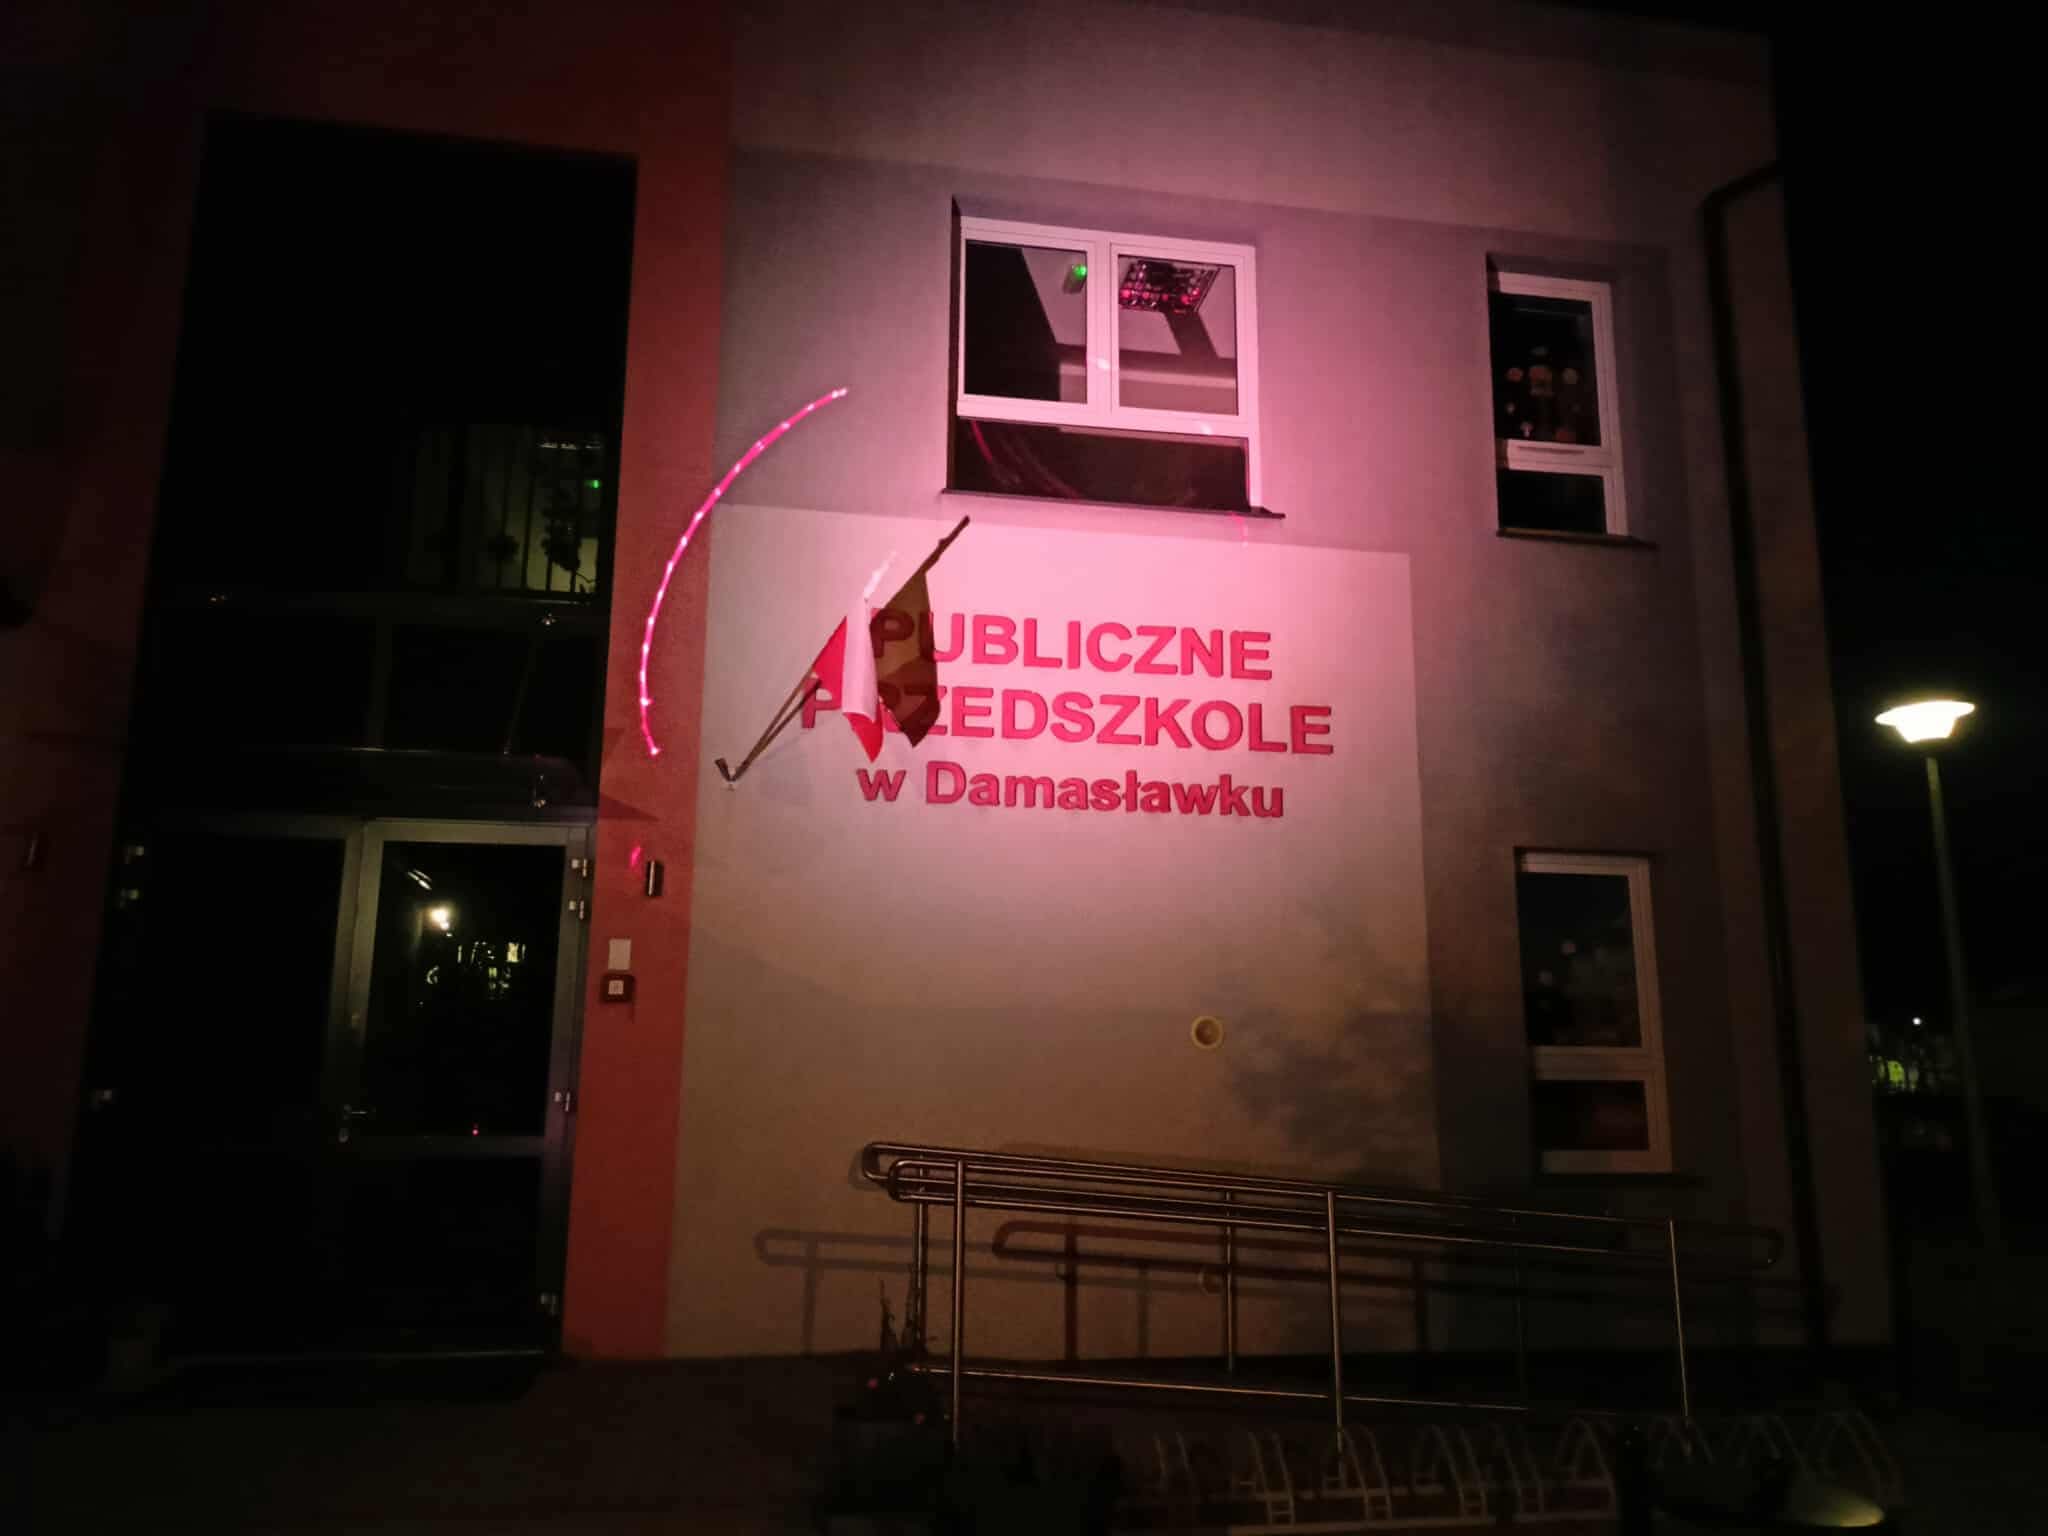 PUBLICZNE
PRZEDSZKOLE
w Damasławku